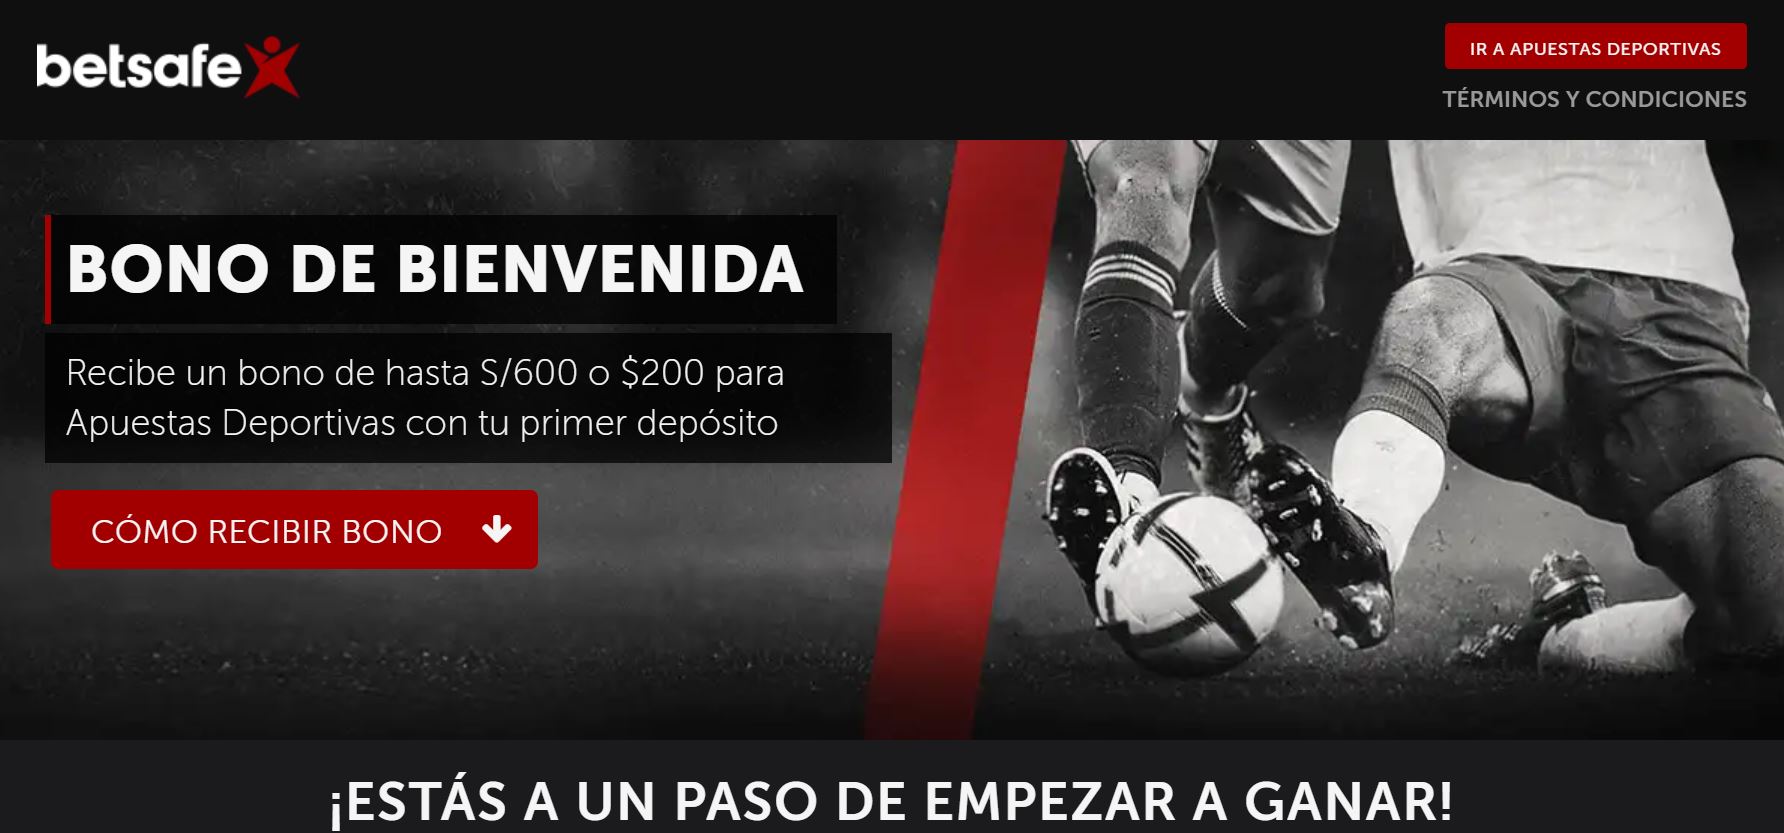 betsafe
IR A APUESTAS DEPORTIVAS
TÉRMINOS Y CONDICIONES
BONO DE BIENVENIDA
Recibe un bono de hasta S/600 o $200 para
Apuestas Deportivas con tu primer depósito
CÓMO RECIBIR BONO
¡ESTÁS A UN PASO DE EMPEZAR A GANAR!